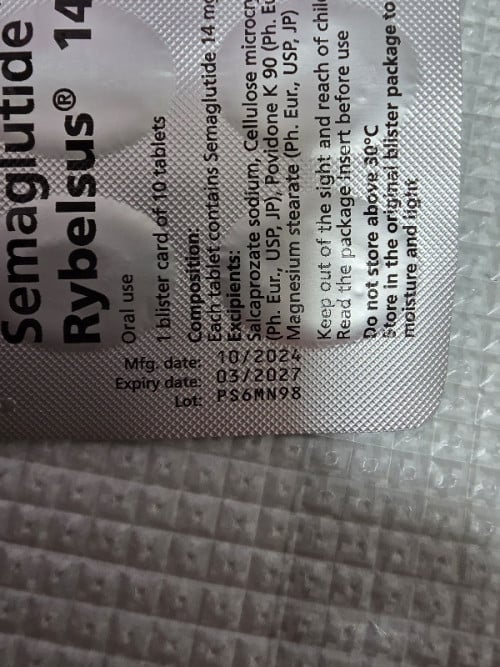 Semaglutide
Rybelsus® 14
Oral use
1 blister card of 10 tablets
Composition:
Each tablet contains Semaglutide 14 mg
Excipients:
Salcaprozate sodium, Cellulose microcry
(Ph. Eur., USP, JP), Povidone K 90 (Ph. Eu
Magnesium stearate (Ph. Eur., USP, JP)
Keep out of the sight and reach of chil
Read the package insert before use
Do not store above 30°C
Store in the original blister package to
moisture and light
Mfg. date: 10/2024
Expiry date: 03/2027
Lot: PS6MN98